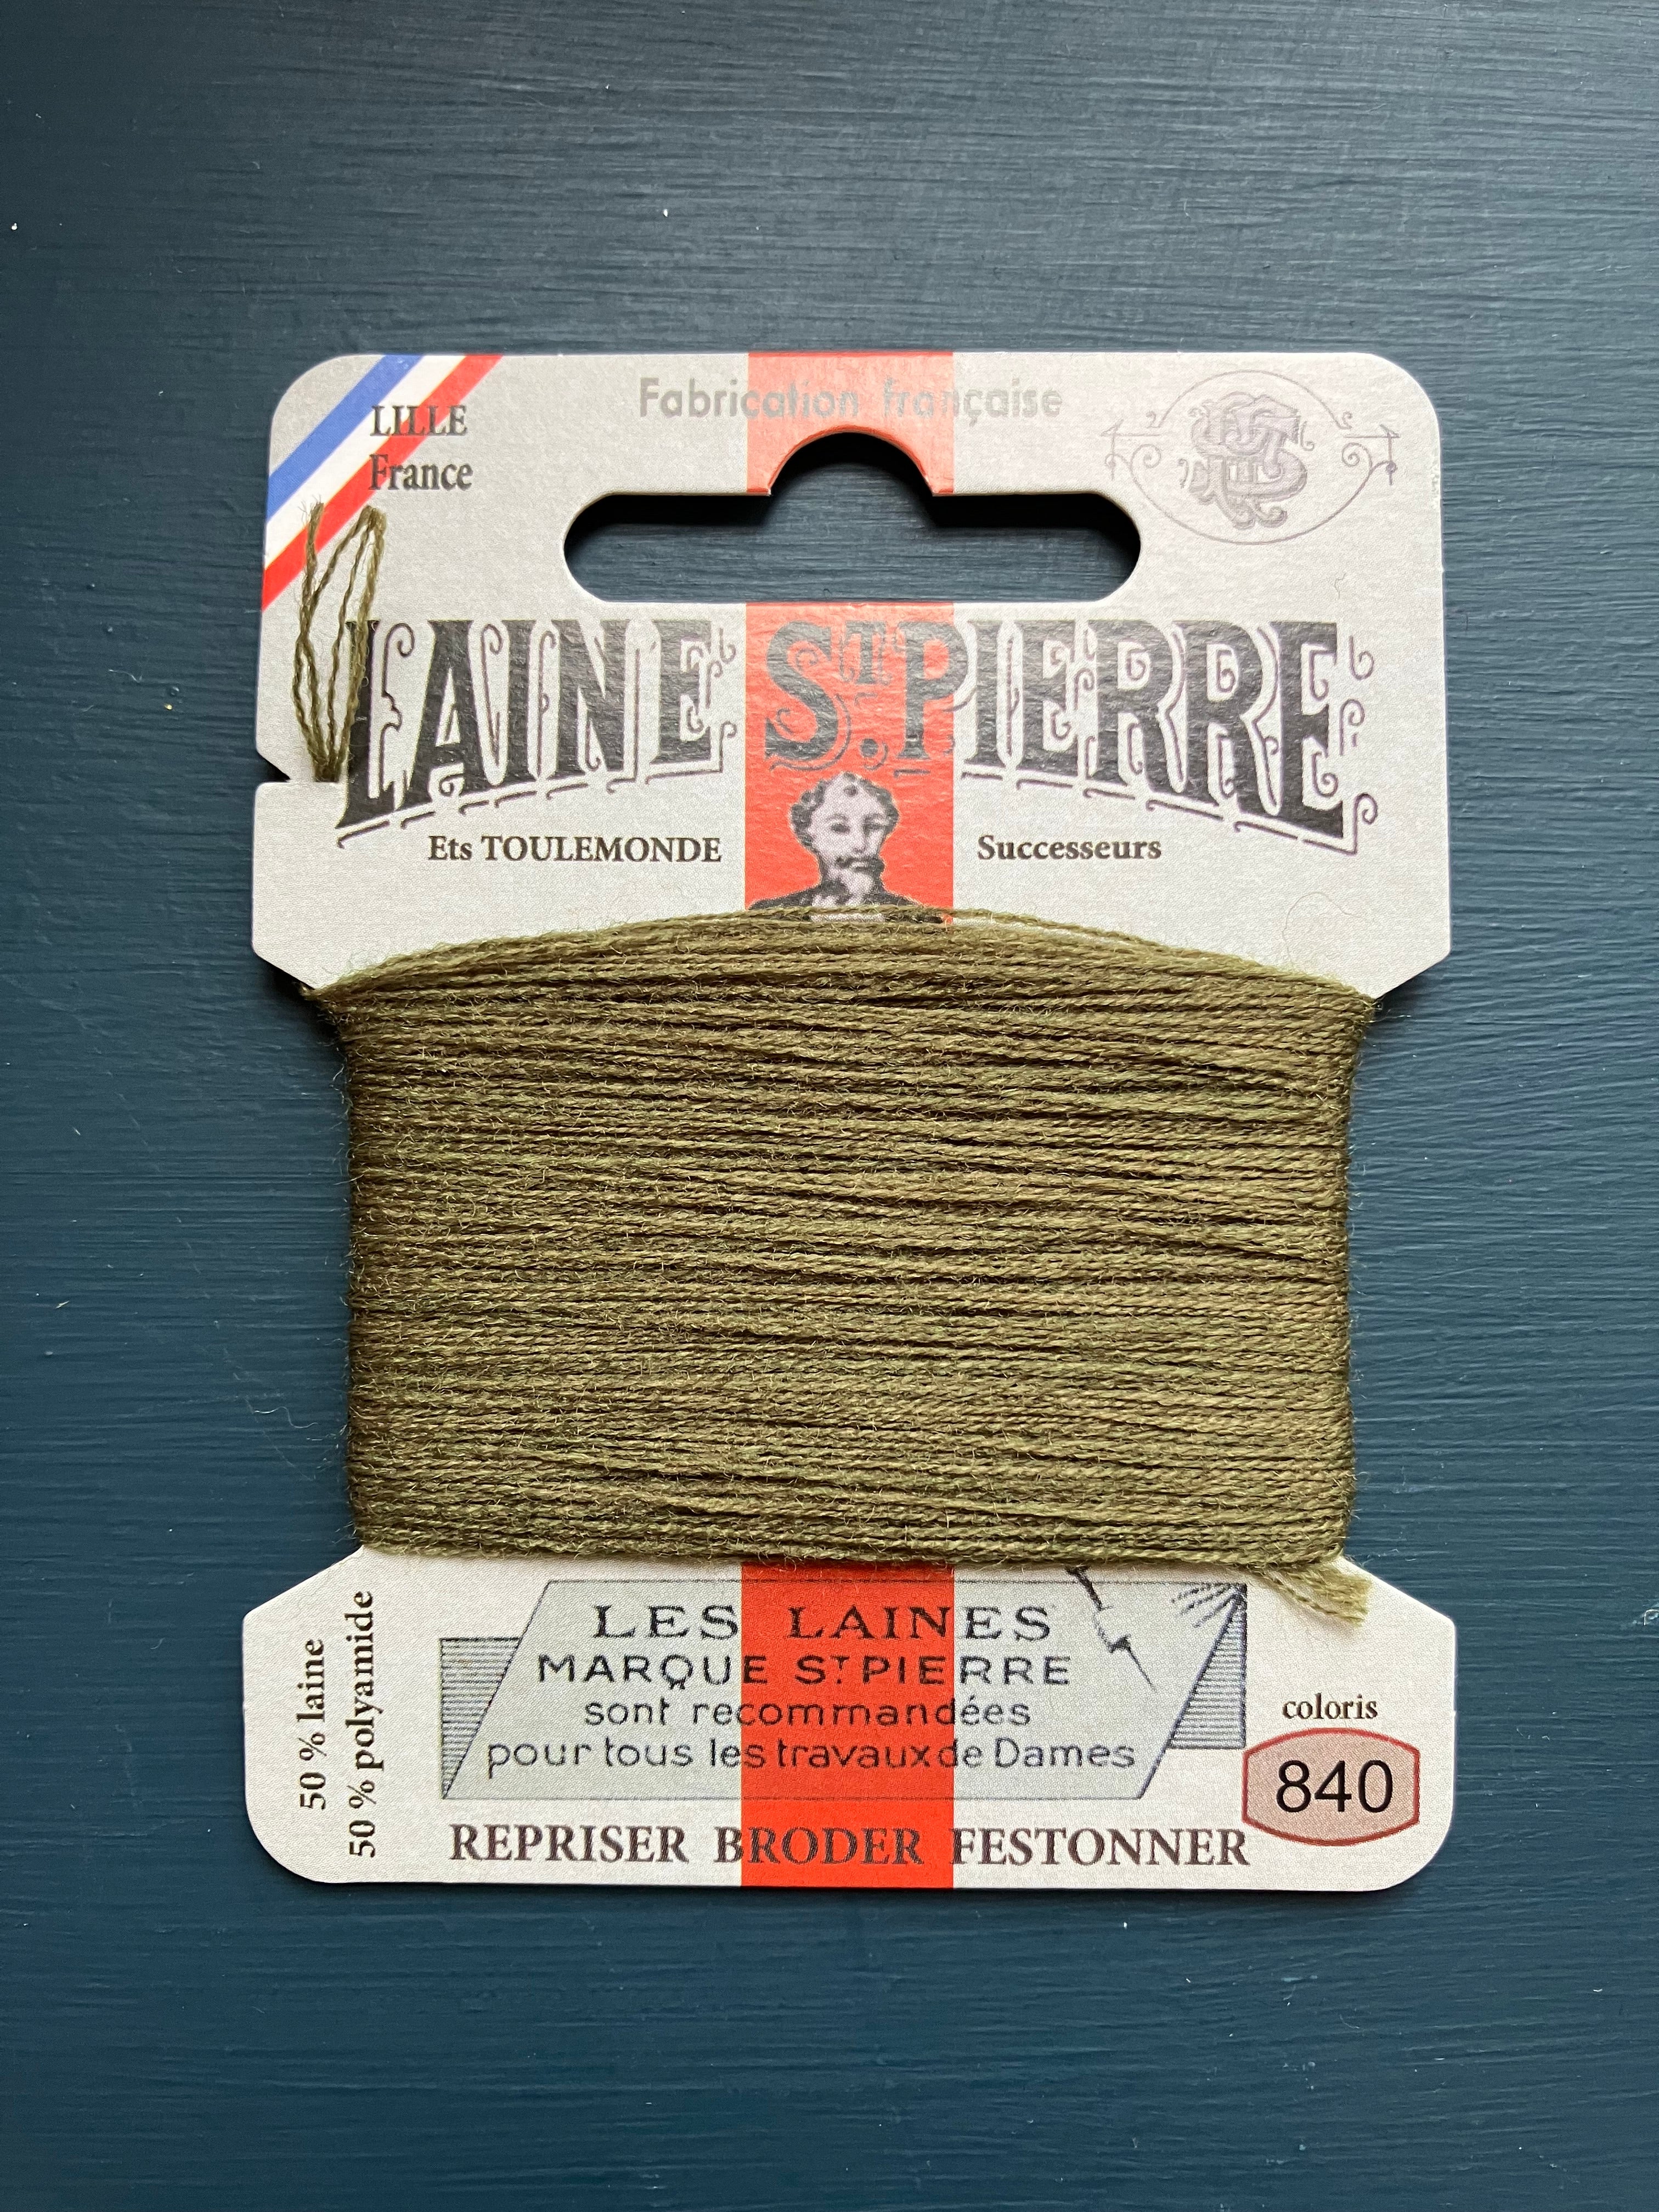 Fabrication française
LILLE
France
LAINE ST. PIERRE
Ets TOULEMONDE Successeurs
50 % laine
50 % polyamide
LES LAINES
MARQUE ST PIERRE
sont recommandées
pour tous les travaux de Dames
coloris
840
REPRISER BRODER FESTONNER